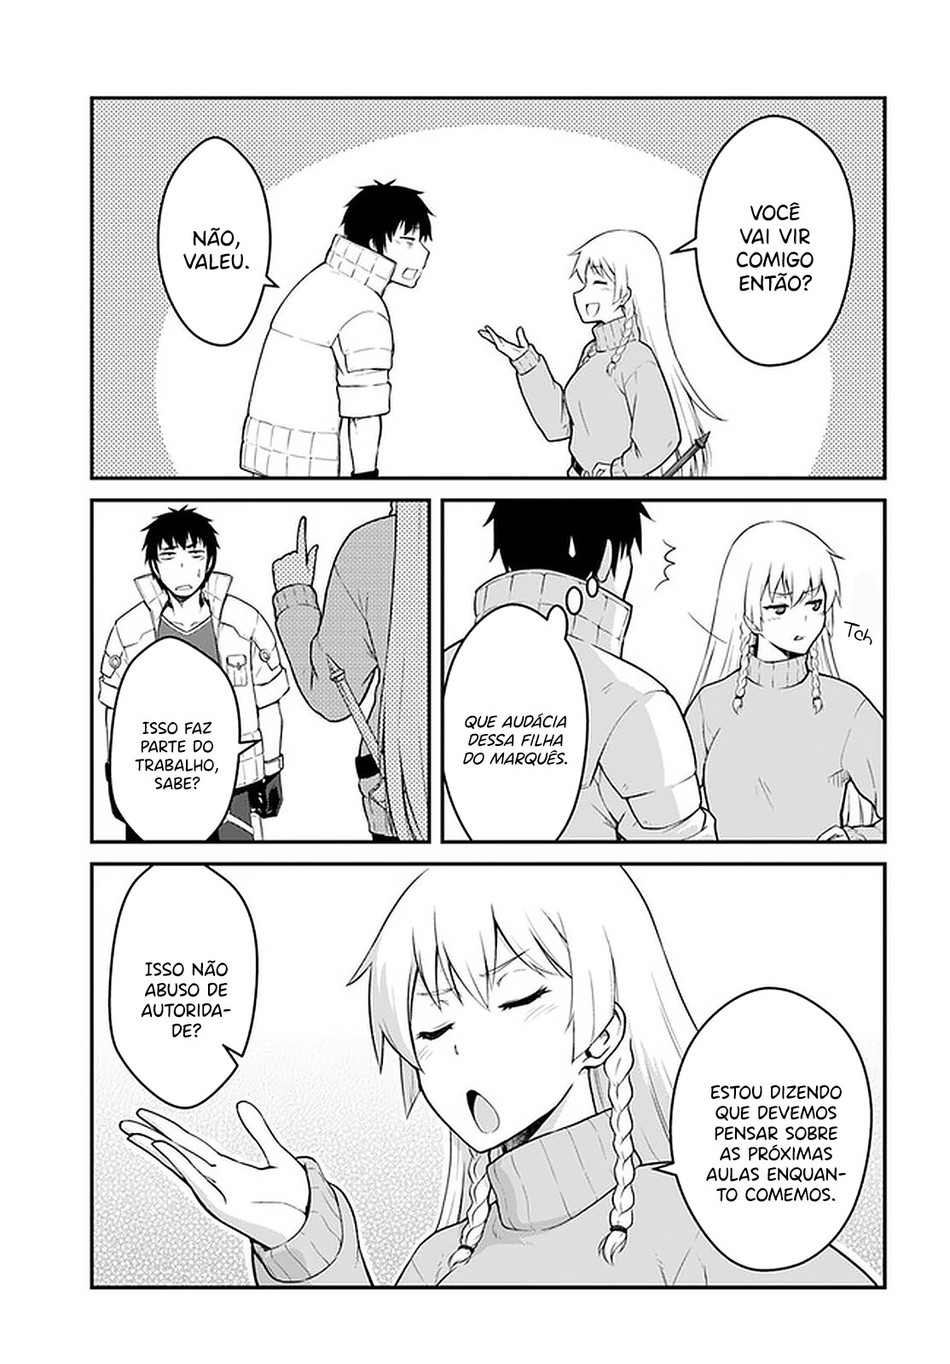 VOCÊ
VAI VIR
COMIGO
ENTÃO?
NÃO,
VALEU.
Tch
QUE AUDÁCIA
DESSA FILHA
DO MARQUÊS.
ISSO FAZ
PARTE DO
TRABALHO,
SABE?
ESTOU DIZENDO
QUE DEVEMOS
PENSAR SOBRE
AS PRÓXIMAS
AULAS ENQUAN-
TO COMEMOS.
ISSO NÃO
ABUSO DE
AUTORIDA-
DE?